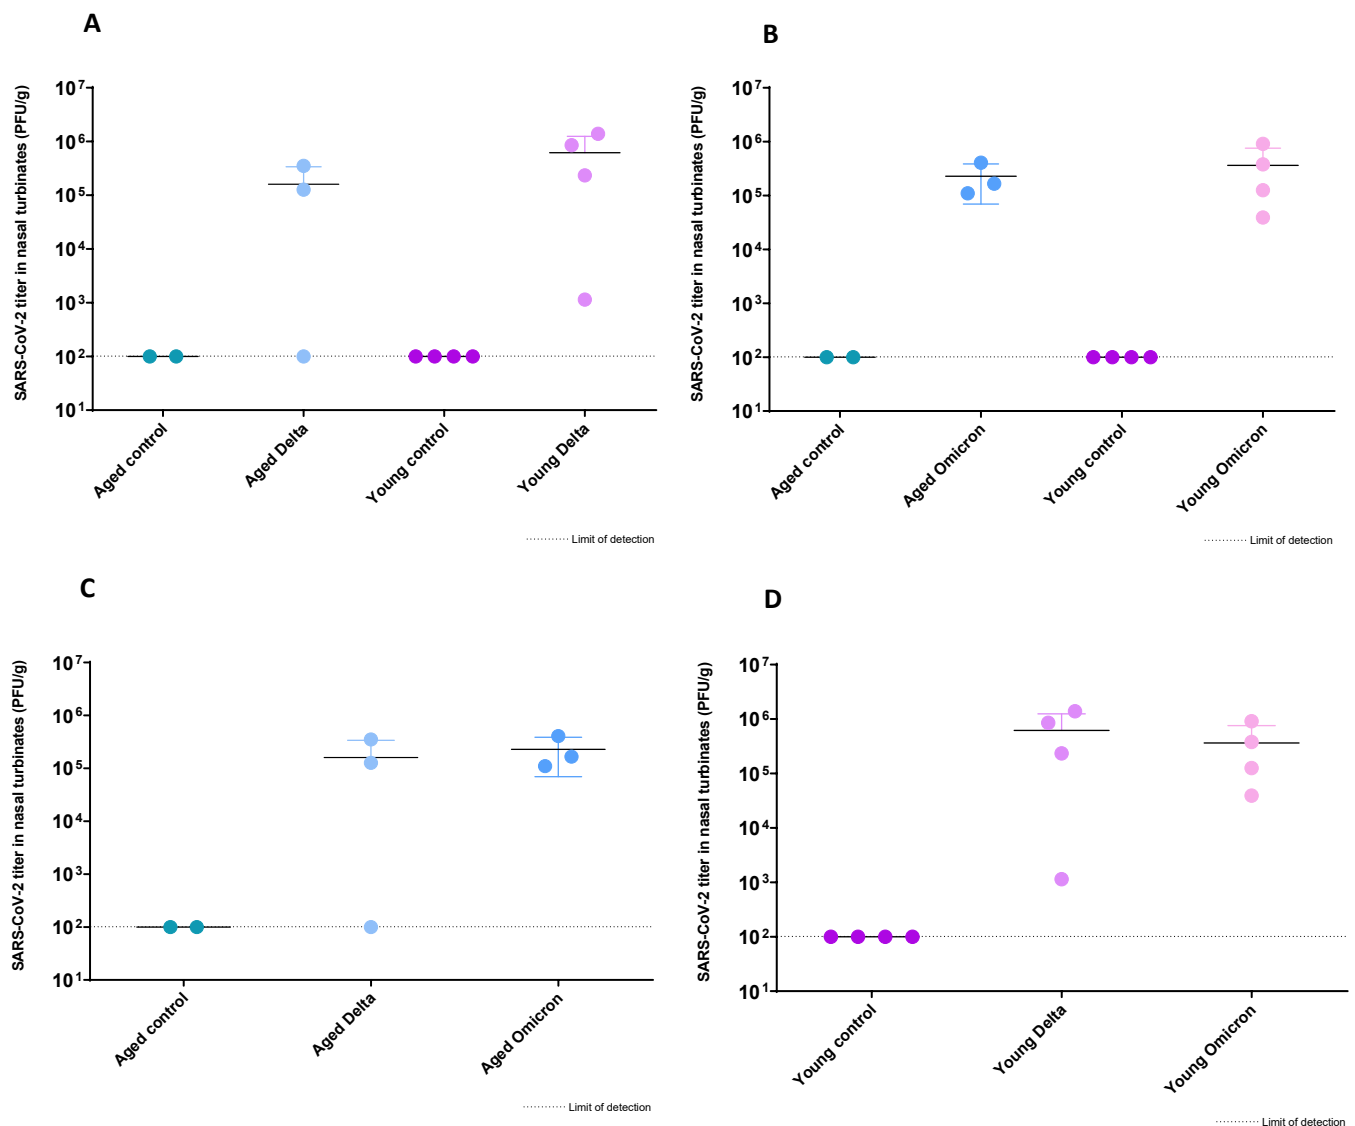 A
SARS-CoV-2 titer in nasal turbinates (PFU/g)
10⁷
10⁶
10⁵
10⁴
10³
10²
10¹
Aged control
Aged Delta
Young control
Young Delta
Limit of detection
B
SARS-CoV-2 titer in nasal turbinates (PFU/g)
10⁷
10⁶
10⁵
10⁴
10³
10²
10¹
Aged control
Aged Omicron
Young control
Young Omicron
Limit of detection
C
SARS-CoV-2 titer in nasal turbinates (PFU/g)
10⁷
10⁶
10⁵
10⁴
10³
10²
10¹
Aged control
Aged Delta
Aged Omicron
Limit of detection
D
SARS-CoV-2 titer in nasal turbinates (PFU/g)
10⁷
10⁶
10⁵
10⁴
10³
10²
10¹
Young control
Young Delta
Young Omicron
Limit of detection